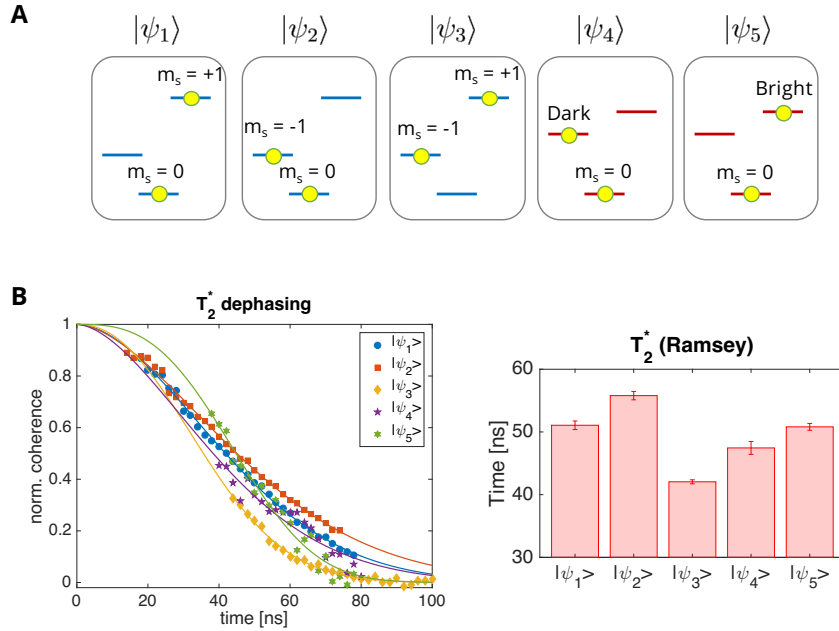 A
|ψ₁⟩ |ψ₂⟩ |ψ₃⟩ |ψ₄⟩ |ψ₅⟩
mₛ = +1
mₛ = 0
mₛ = -1
mₛ = 0
mₛ = +1
mₛ = -1
Dark
mₛ = 0
Bright
mₛ = 0
B
T₂* dephasing
norm. coherence
1
0.8
0.6
0.4
0.2
0
0 20 40 60 80 100
time [ns]
|ψ₁>
|ψ₂>
|ψ₃>
|ψ₄>
|ψ₅>
T₂* (Ramsey)
Time [ns]
60
50
40
30
|ψ₁> |ψ₂> |ψ₃> |ψ₄> |ψ₅>